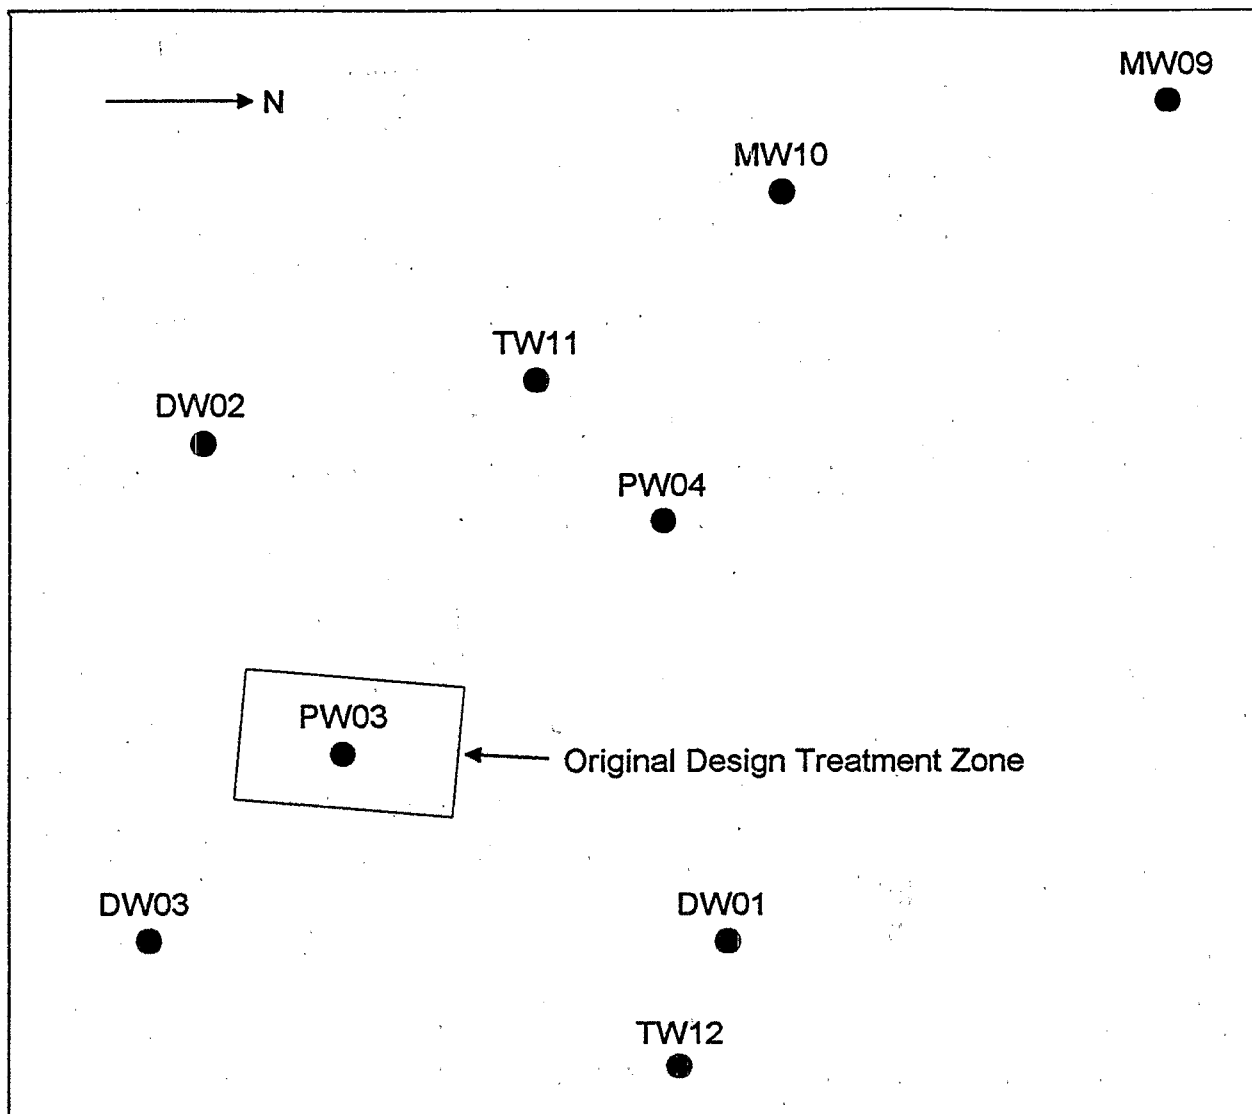 MW09
N
MW10
TW11
DW02
PW04
PW03
Original Design Treatment Zone
DW03
DW01
TW12